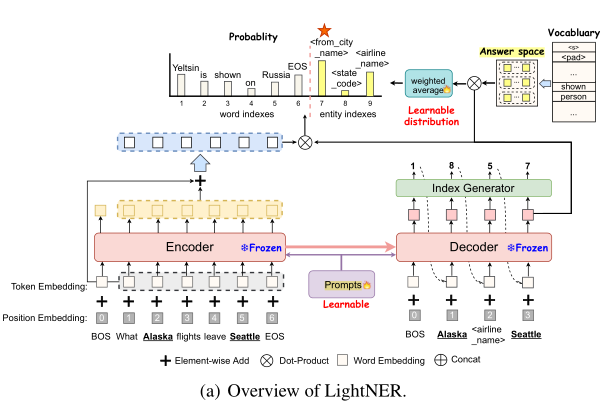 Probablity
<from_city
_name>
<airline
_name>
<state
_code>
Yeltsin
is
shown
on
Russia
EOS
1 2 3 4 5 6 7 8 9
word indexes
entity indexes
weighted
average
Learnable
distribution
Answer space
Vocabluary
<s>
<pad>
...
shown
person
...
1 8 5 7
Index Generator
Encoder
Frozen
Decoder
Frozen
Prompts
Learnable
Token Embedding:
Position Embedding:
0 1 2 3 4 5 6
BOS What Alaska flights leave Seattle EOS
0 1 2 3
BOS Alaska <airline Seattle
_name>
Element-wise Add
Dot-Product
Word Embedding
Concat
(a) Overview of LightNER.